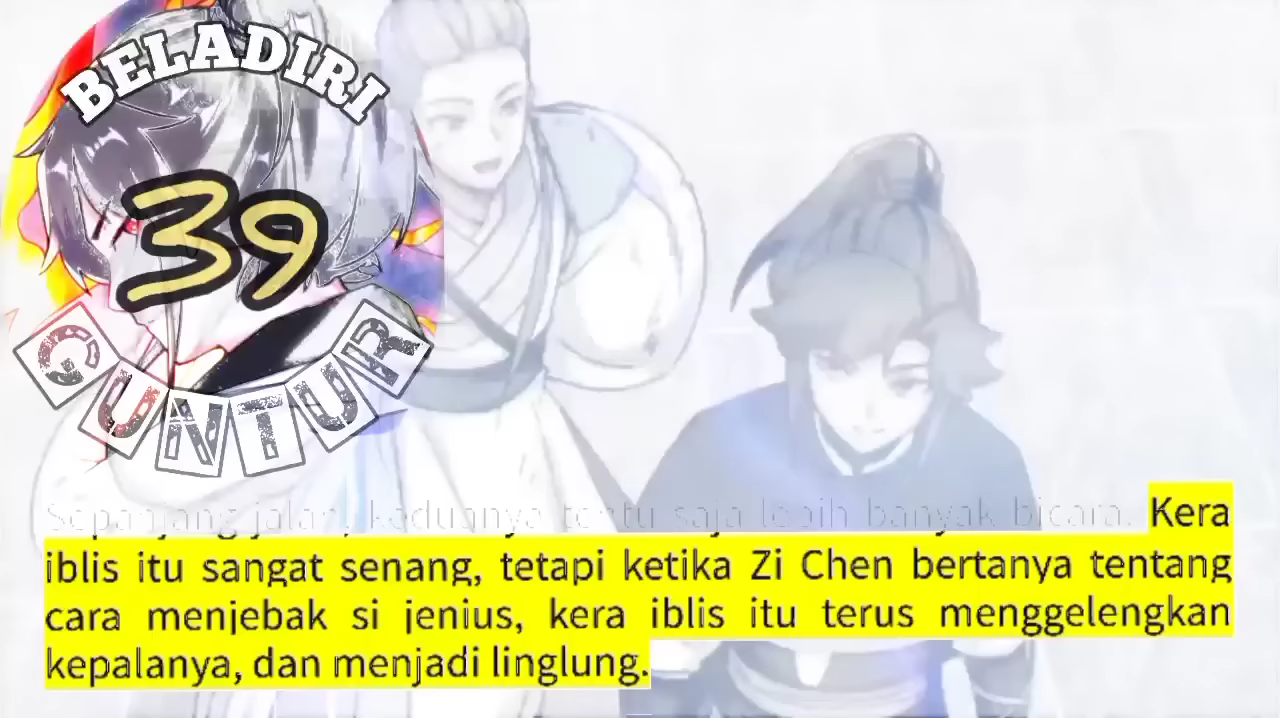 BELADIRI
39
GUNTUR
Sepanjang jalan, keduanya tentu saja lebih banyak bicara. Kera
iblis itu sangat senang, tetapi ketika Zi Chen bertanya tentang
cara menjebak si jenius, kera iblis itu terus menggelengkan
kepalanya, dan menjadi linglung.